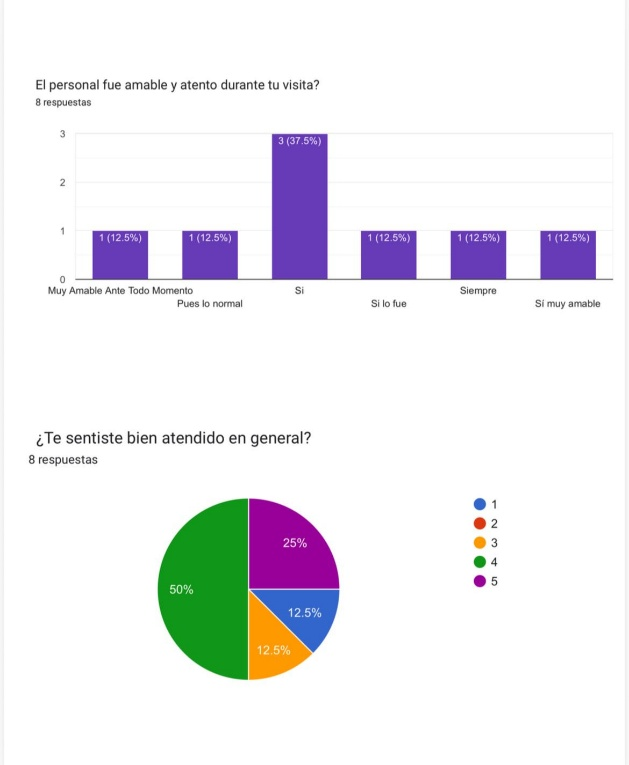 El personal fue amable y atento durante tu visita?
8 respuestas
3
3 (37.5%)
2
1
1 (12.5%)
1 (12.5%)
1 (12.5%)
1 (12.5%)
1 (12.5%)
0
Muy Amable Ante Todo Momento
Pues lo normal
Si
Si lo fue
Siempre
Sí muy amable
¿Te sentiste bien atendido en general?
8 respuestas
25%
50%
12.5%
12.5%
1
2
3
4
5